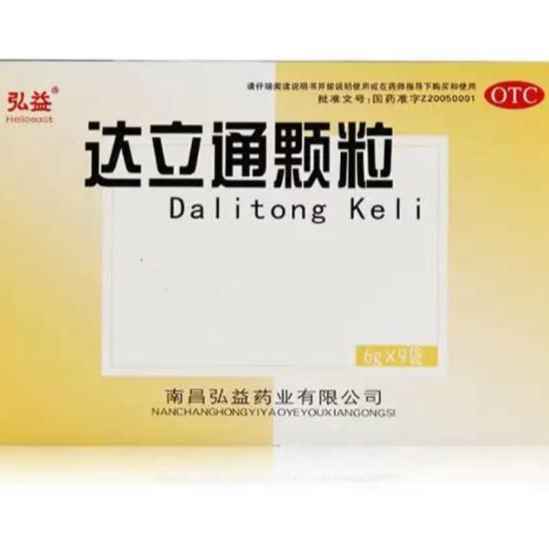 请仔细阅读说明书并按说明使用或在药师指导下购买和使用
批准文号：国药准字Z20050001
OTC
弘益®
Helioeast
达立通颗粒
Dalitong Keli
6g×9袋
南昌弘益药业有限公司
NANCHANGHONGYIYAOYEYOUXIANGONGSI